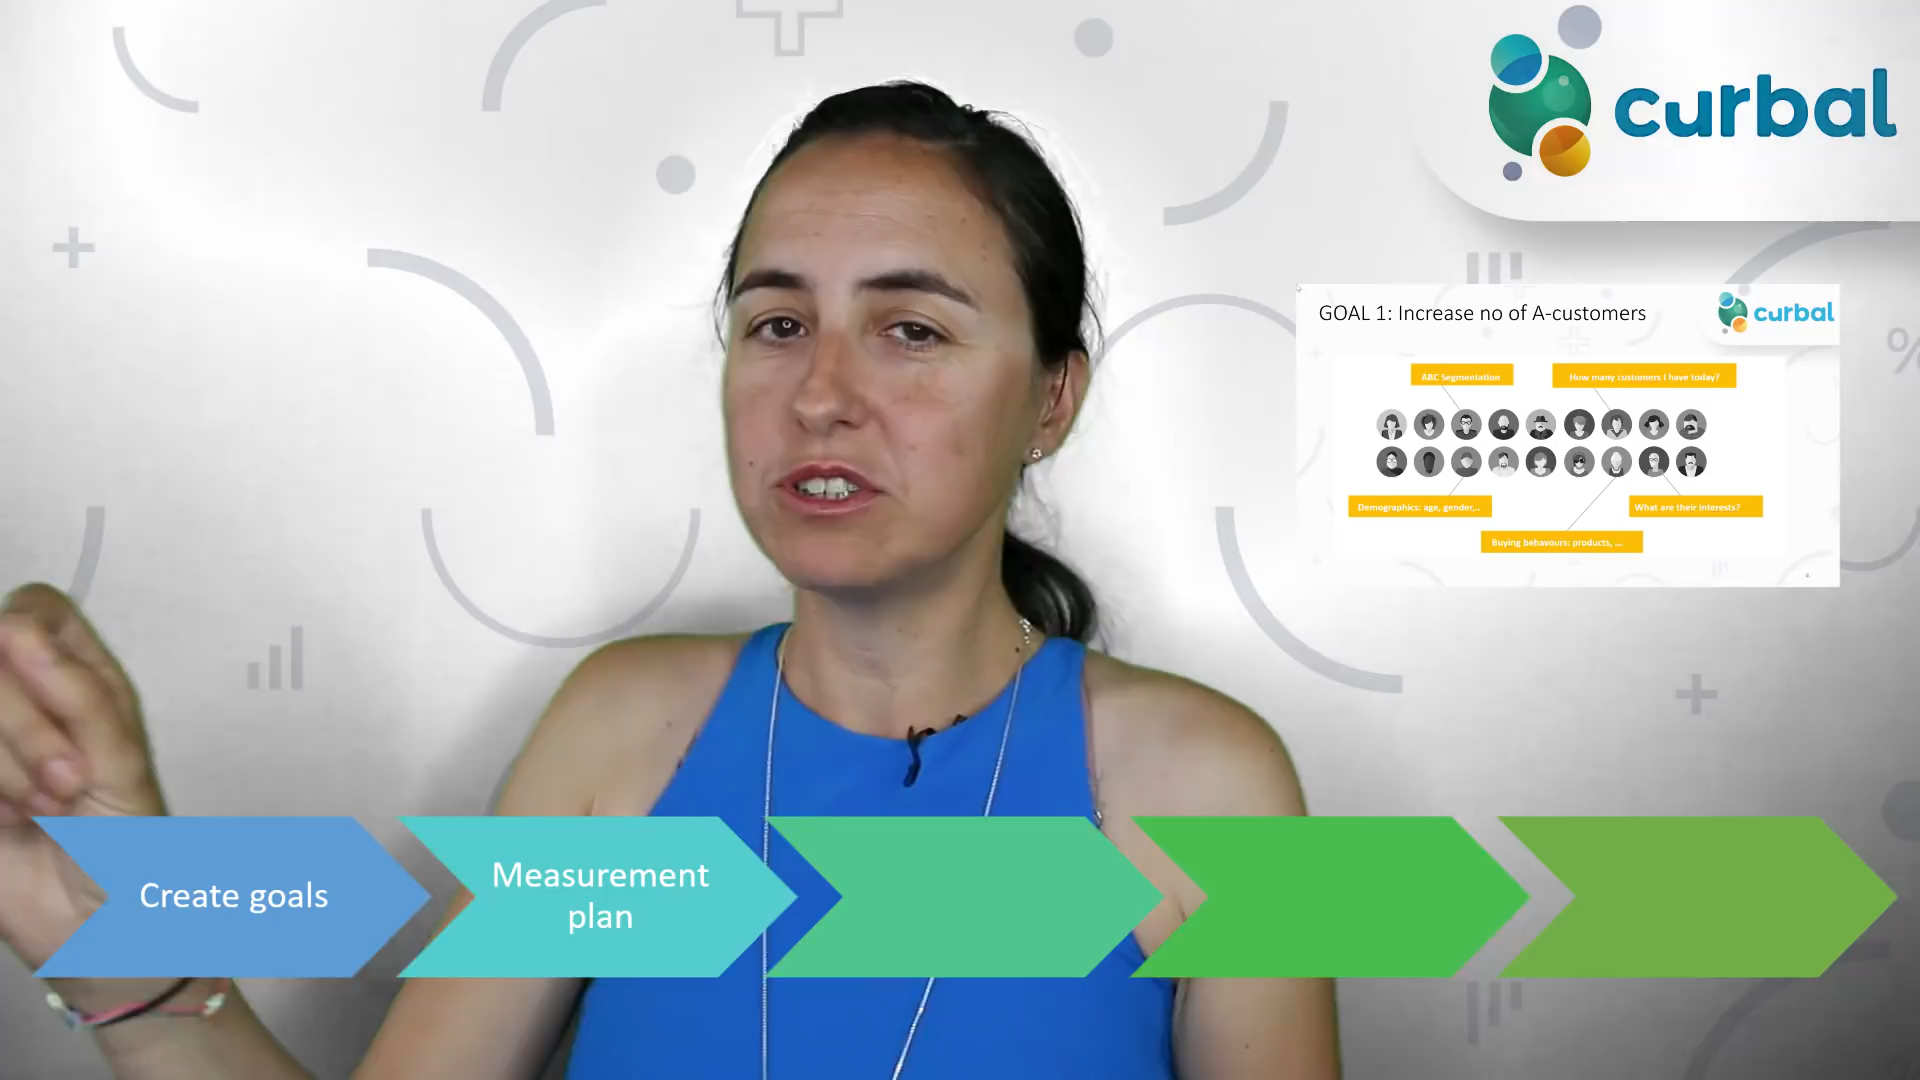 curbal
GOAL 1: Increase no of A-customers
curbal
ABC Segmentation
How many customers I have today?
Demographics: age, gender,..
What are their interests?
Buying behaviours: products, ...
Create goals
Measurement
plan